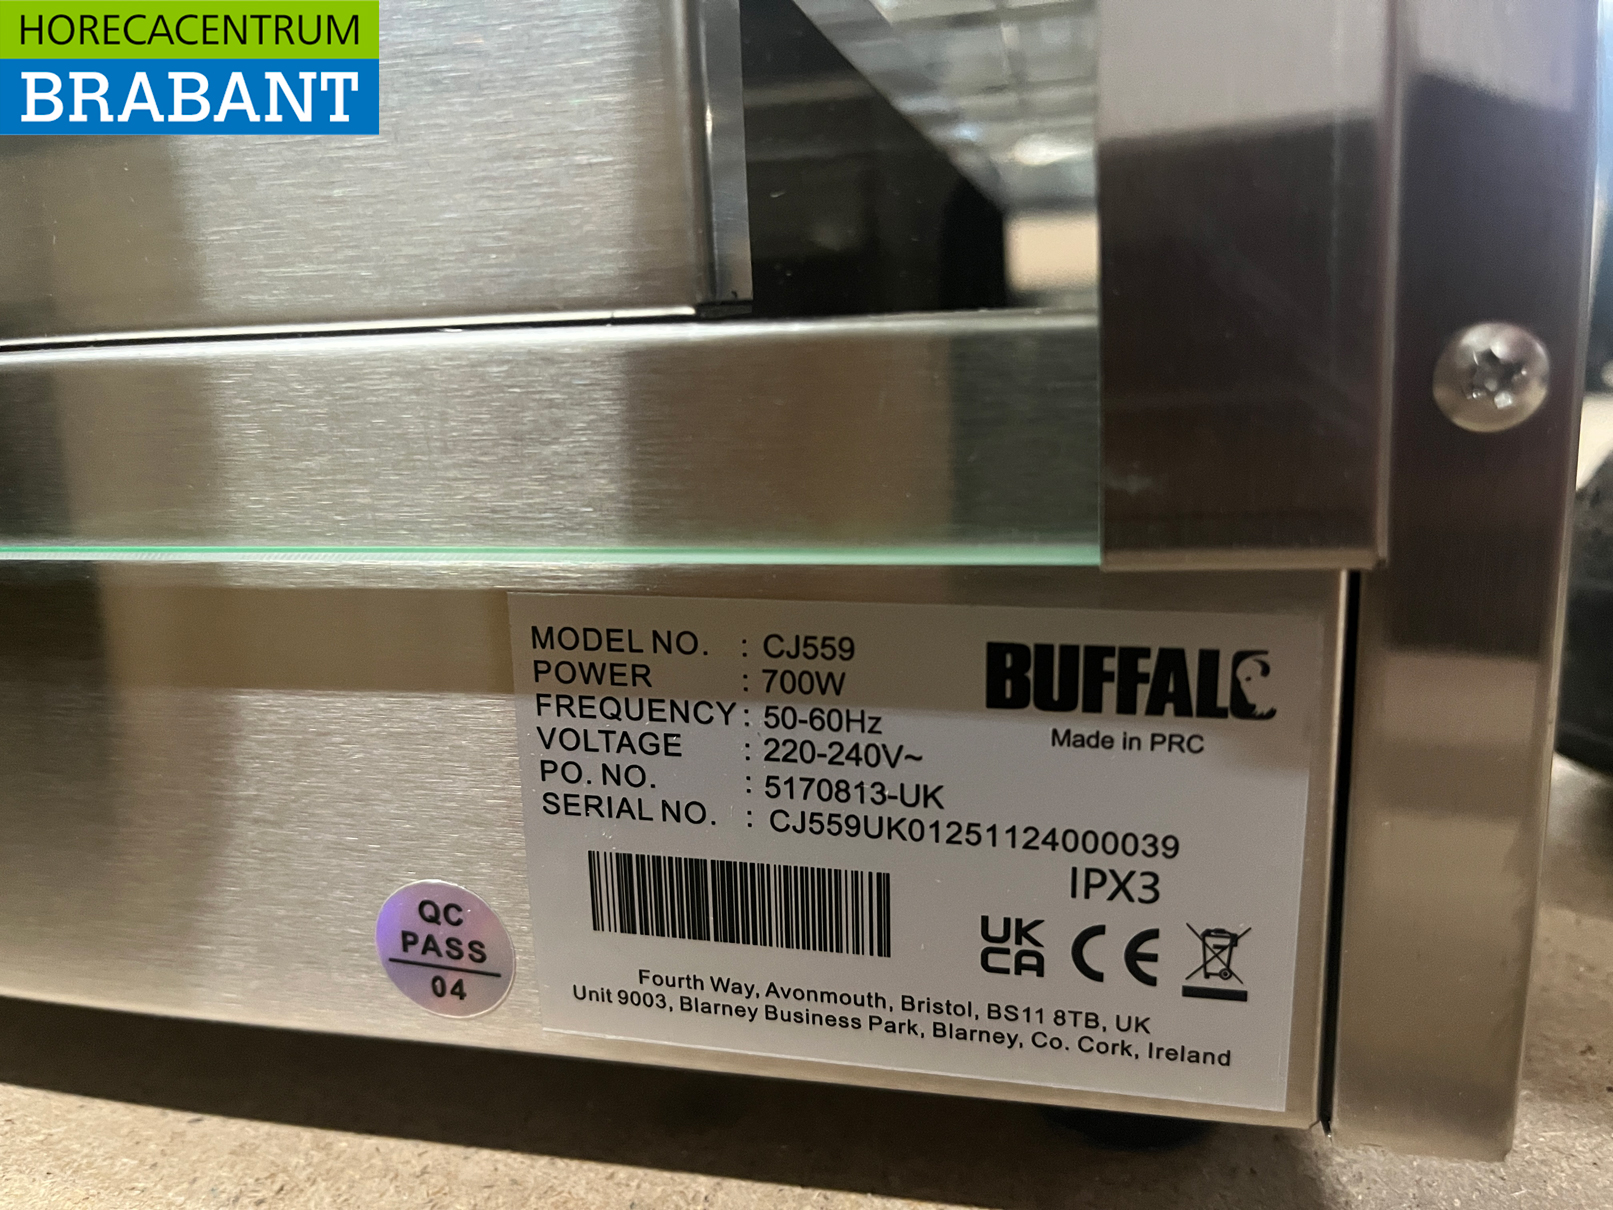 HORECACENTRUM
BRABANT
MODEL NO. : CJ559
POWER : 700W
FREQUENCY : 50-60Hz
VOLTAGE : 220-240V~
PO. NO. : 5170813-UK
SERIAL NO. : CJ559UK01251124000039
BUFFALO
Made in PRC
IPX3
UK
CA
CE
QC
PASS
04
Fourth Way, Avonmouth, Bristol, BS11 8TB, UK
Unit 9003, Blarney Business Park, Blarney, Co. Cork, Ireland